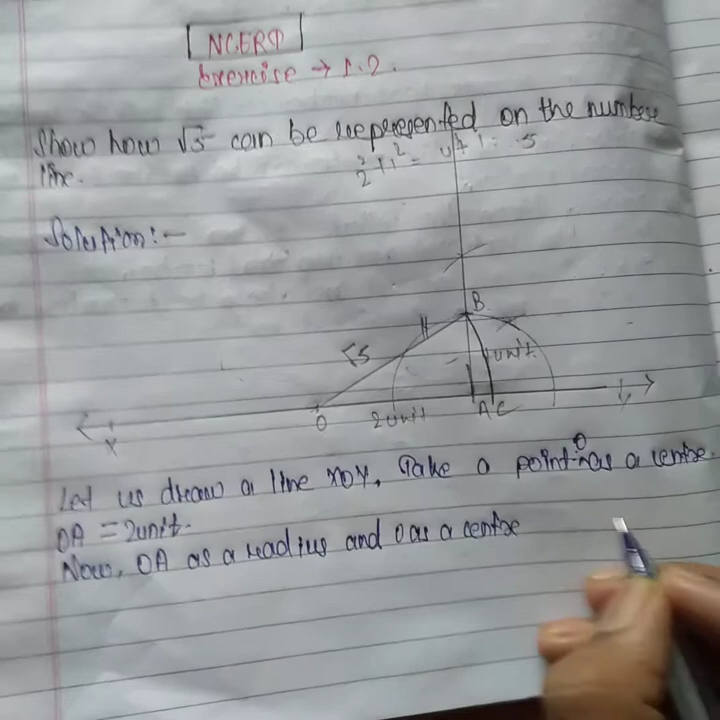 NCERT
Exercise → 1.2.
Show how √5 can be represented on the number
line.
2² + 1² = 4 + 1 = 5
Solution:-
B
√5
1 unit
O 2 unit A C
X Y
Let us draw a line XOY, Take a point O as a centre.
OA = 2unit.
Now, OA as a radius and O as a centre